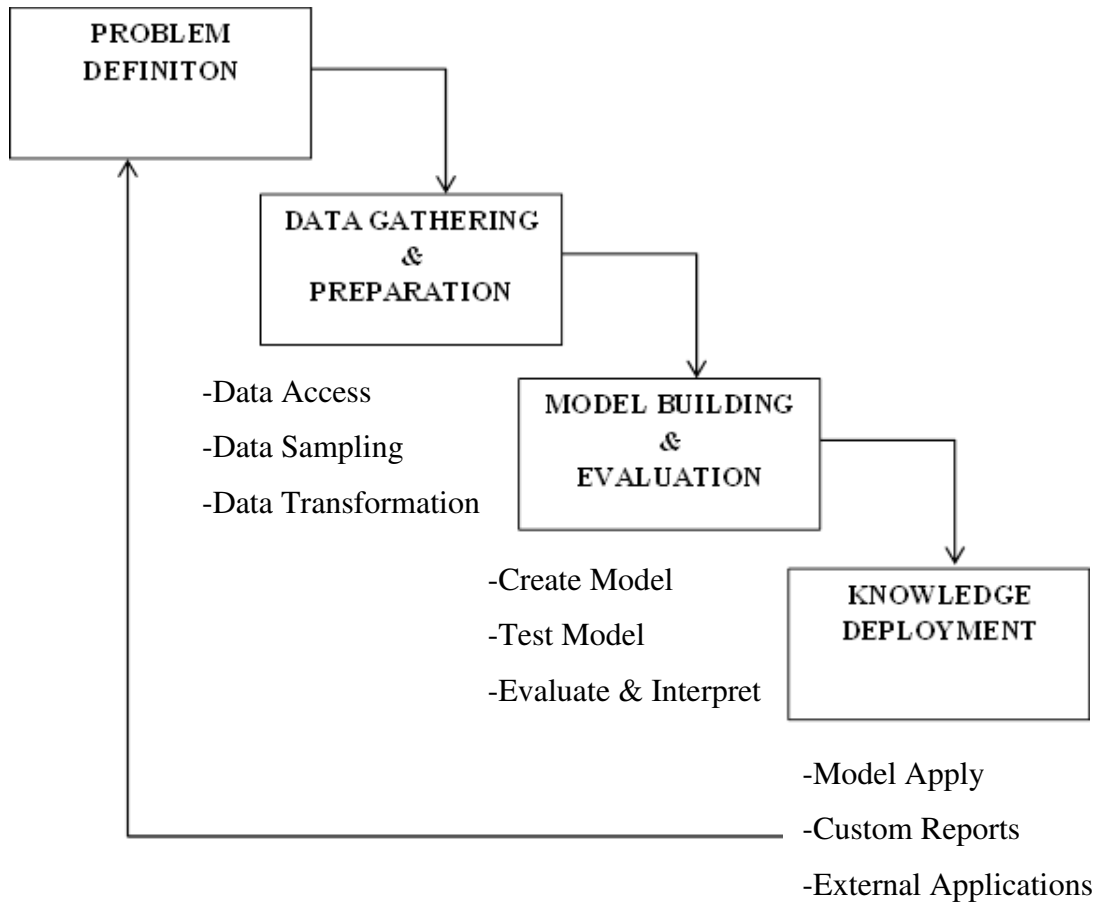 PROBLEM
DEFINITON
DATA GATHERING
&
PREPARATION
-Data Access
-Data Sampling
-Data Transformation
MODEL BUILDING
&
EVALUATION
-Create Model
-Test Model
-Evaluate & Interpret
KNOWLEDGE
DEPLOYMENT
-Model Apply
-Custom Reports
-External Applications